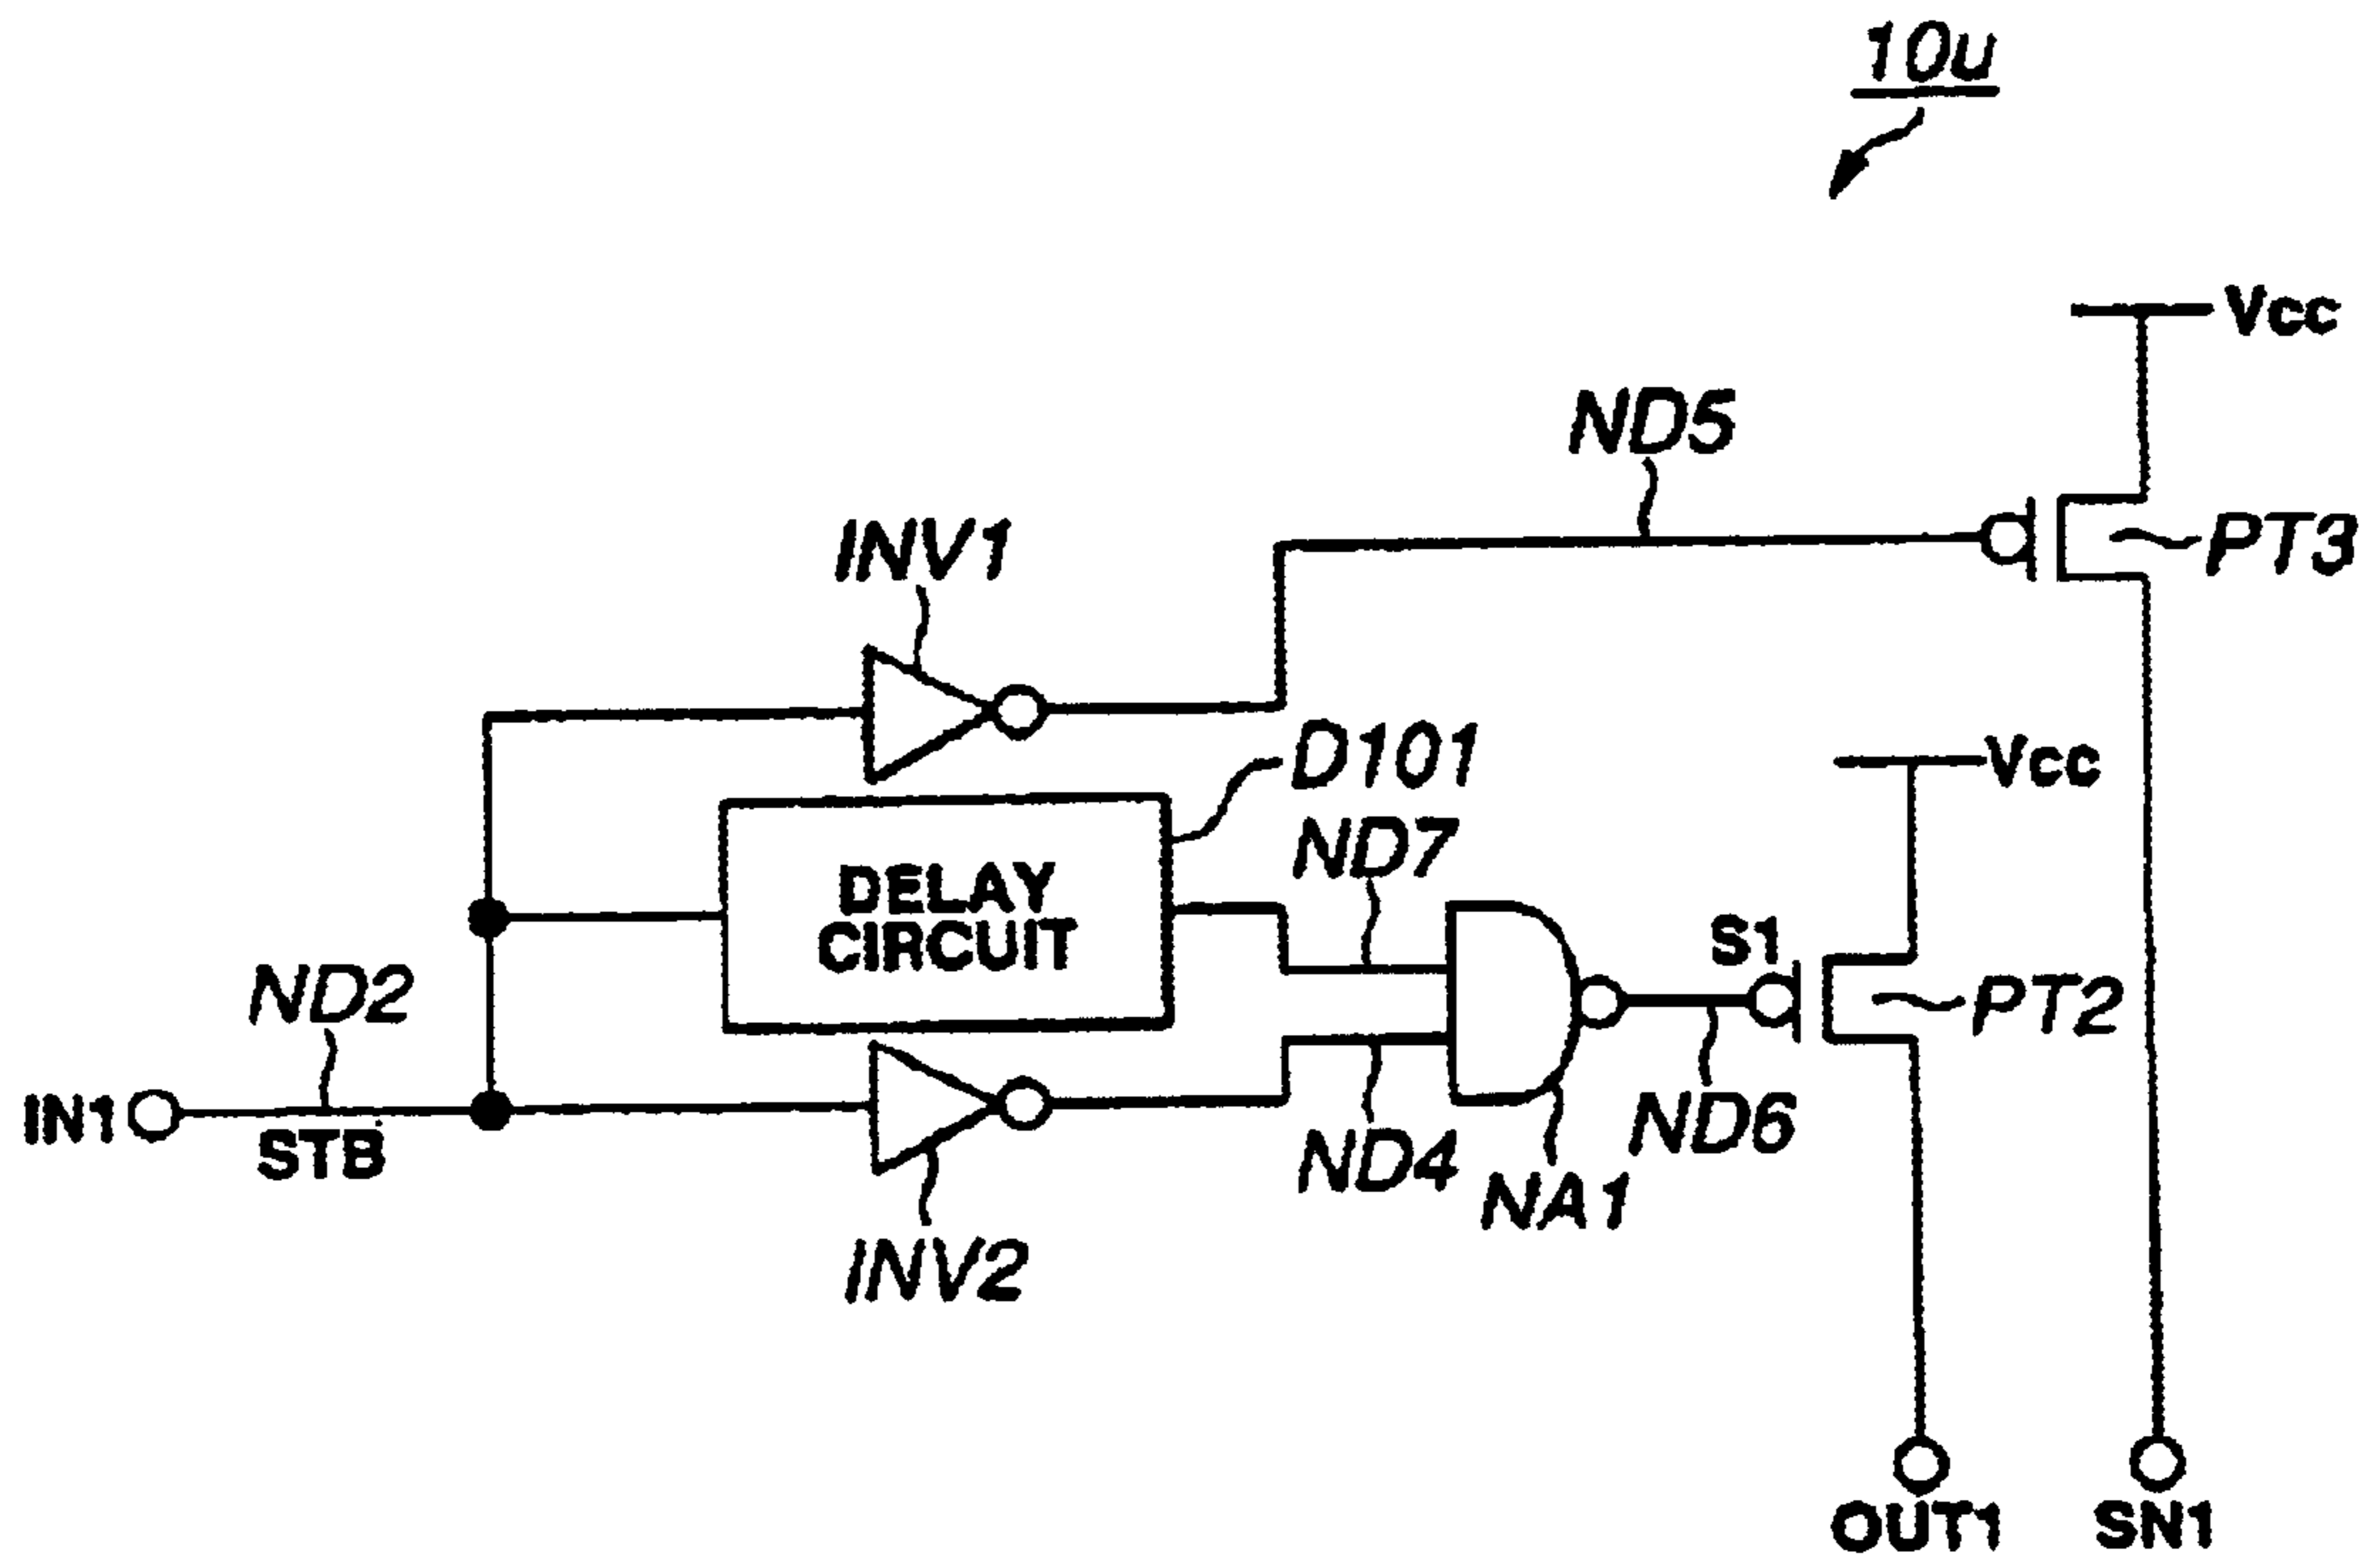 10u
Vcc
ND5
PT3
INV1
D101
Vcc
ND7
DELAY
CIRCUIT
S1
ND2
PT2
IN1
STB
ND4
ND6
NA1
INV2
OUT1
SN1